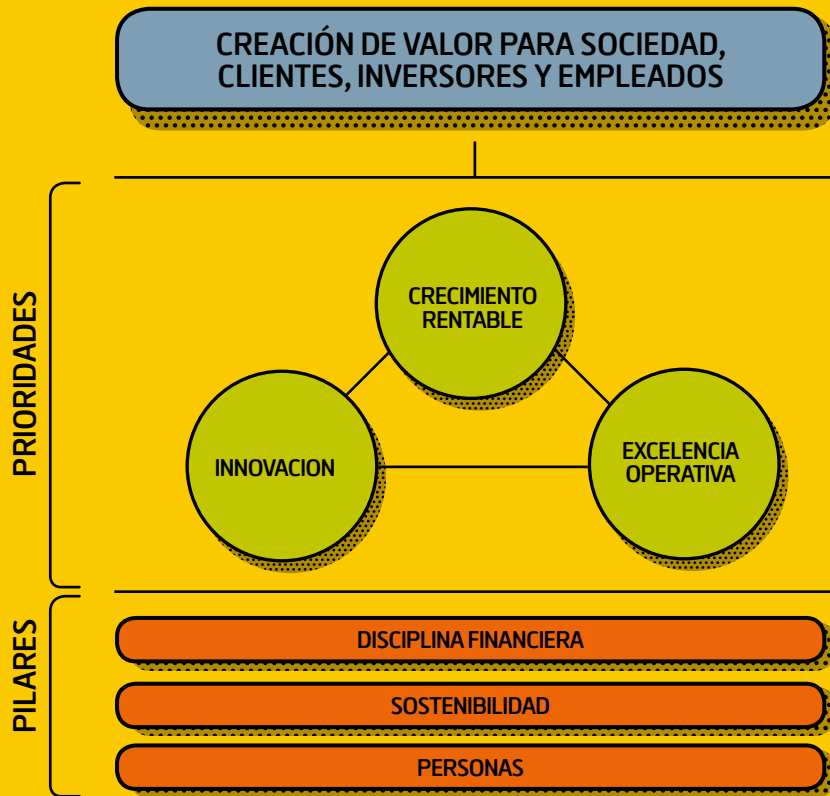 CREACIÓN DE VALOR PARA SOCIEDAD,
CLIENTES, INVERSORES Y EMPLEADOS
PRIORIDADES
CRECIMIENTO
RENTABLE
INNOVACION
EXCELENCIA
OPERATIVA
PILARES
DISCIPLINA FINANCIERA
SOSTENIBILIDAD
PERSONAS